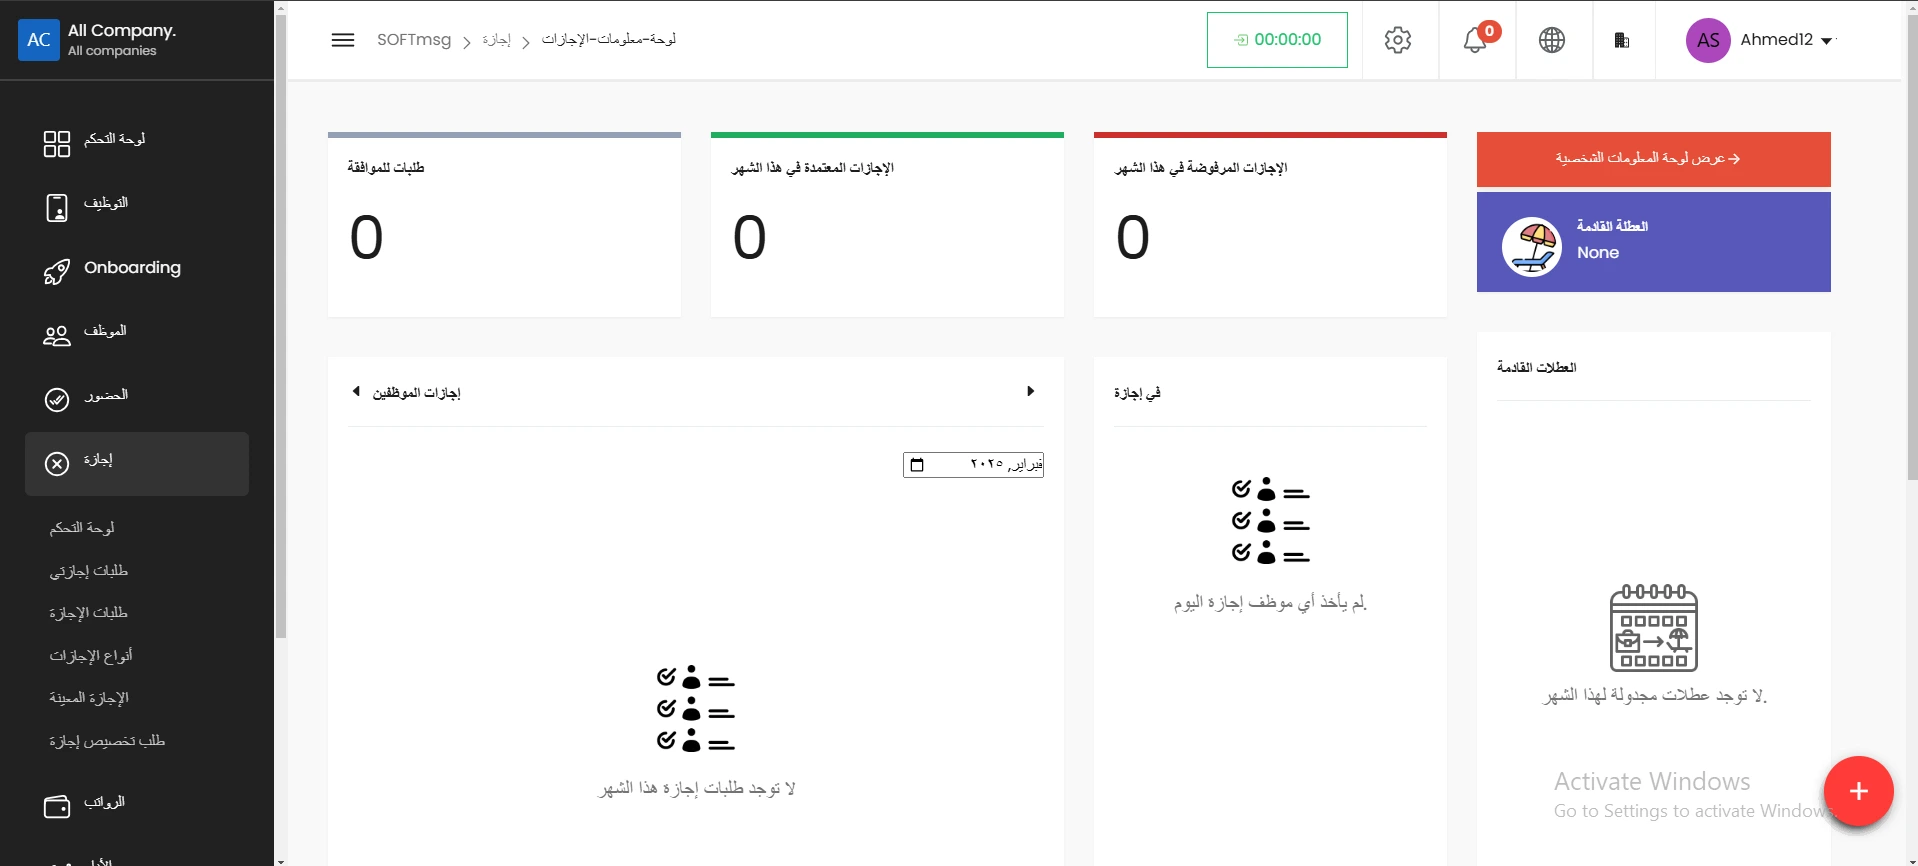 AC
All Company.
All companies
لوحة التحكم
التوظيف
Onboarding
الموظف
الحضور
إجازة
لوحة التحكم
طلبات إجازتي
طلبات الإجازة
أنواع الإجازات
الإجازة المعينة
طلب تخصيص إجازة
الرواتب
SOFTmsg
إجازة
لوحة-معلومات-الإجازات
00:00:00
0
AS
Ahmed12
طلبات للموافقة
0
الإجازات المعتمدة في هذا الشهر
0
الإجازات المرفوضة في هذا الشهر
0
عرض لوحة المعلومات الشخصية
العطلة القادمة
None
إجازات الموظفين
فبراير, ٢٠٢٥
لا توجد طلبات إجازة هذا الشهر
في إجازة
لم يأخذ أي موظف إجازة اليوم.
العطلات القادمة
لا توجد عطلات مجدولة لهذا الشهر.
Activate Windows
Go to Settings to activate Windows
+